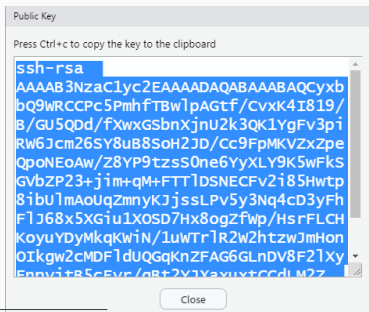 Public Key
Press Ctrl+c to copy the key to the clipboard
ssh-rsa
AAAAB3NzaC1yc2EAAAADAQABAAABAQCyxb
bQ9WRCCPc5PmhfTBWlpAGtf/CvxK4I819/
B/GU5QDd/fXwxGSbnXjnU2k3QK1YgFv3pi
RW6Jcm26SY8uB8SoH2JD/Cc9FpMKVZxZpe
QpoNEoAw/Z8YP9tzsS0ne6YyXLY9K5wFkS
GVbZP23+jim+qM+FTTlDSNECFv2i85Hwtp
8ibUlmAoUqZmnyKJjssLPv5y3Nq4cD3yFh
FlJ68x5XGiu1XOSD7Hx8ogZfWp/HsrFLCH
KoyuYDyMkqKWiN/1uWTrlR2W2htzwJmHon
OIkgw2cMDFldUQGqKnZFAG6GLnDV8F2lXy
Close